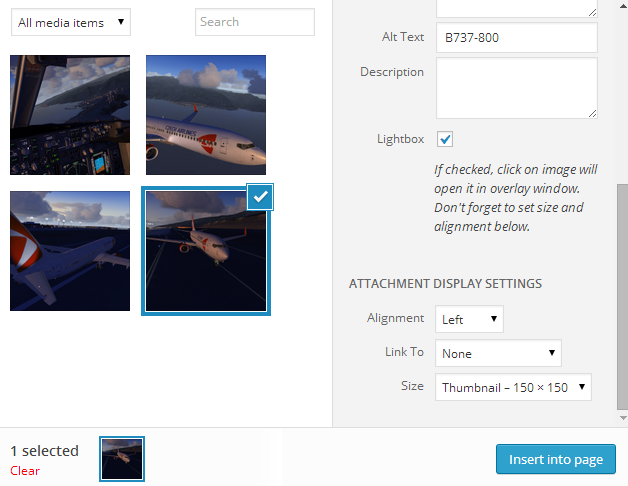 All media items
Search
CZECH AIRLINES
1 selected
Clear
Alt Text
B737-800
Description
Lightbox
If checked, click on image will
open it in overlay window.
Don't forget to set size and
alignment below.
ATTACHMENT DISPLAY SETTINGS
Alignment
Left
Link To
None
Size
Thumbnail – 150 × 150
Insert into page